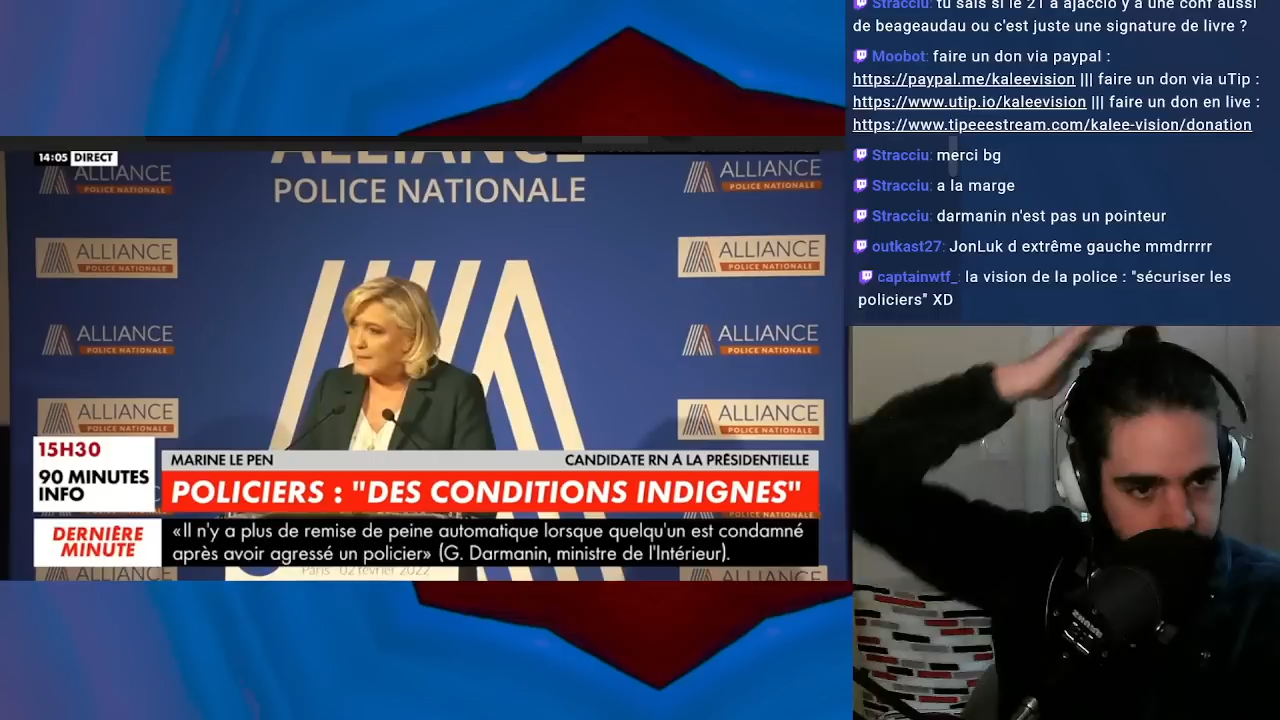 14:05 DIRECT
ALLIANCE
POLICE NATIONALE
ALLIANCE
POLICE NATIONALE
ALLIANCE
POLICE NATIONALE
ALLIANCE
POLICE NATIONALE
ALLIANCE
POLICE NATIONALE
ALLIANCE
POLICE NATIONALE
ALLIANCE
POLICE NATIONALE
ALLIANCE
ALLIANCE
POLICE NATIONALE
15H30
90 MINUTES
INFO
MARINE LE PEN
CANDIDATE RN À LA PRÉSIDENTIELLE
POLICIERS : "DES CONDITIONS INDIGNES"
DERNIÈRE
MINUTE
«Il n'y a plus de remise de peine automatique lorsque quelqu'un est condamné
après avoir agressé un policier» (G. Darmanin, ministre de l'Intérieur).
Paris - 02 février 2022
ALLIANCE
ALLIANCE
Stracciu: tu sais si le 21 a ajaccio y a une conf aussi
de beageaudau ou c'est juste une signature de livre ?
Moobot: faire un don via paypal :
https://paypal.me/kaleevision ||| faire un don via uTip :
https://www.utip.io/kaleevision ||| faire un don en live :
https://www.tipeeestream.com/kalee-vision/donation
Stracciu: merci bg
Stracciu: a la marge
Stracciu: darmanin n'est pas un pointeur
outkast27: JonLuk d extrême gauche mmdrrrrr
captainwtf_: la vision de la police : "sécuriser les
policiers" XD